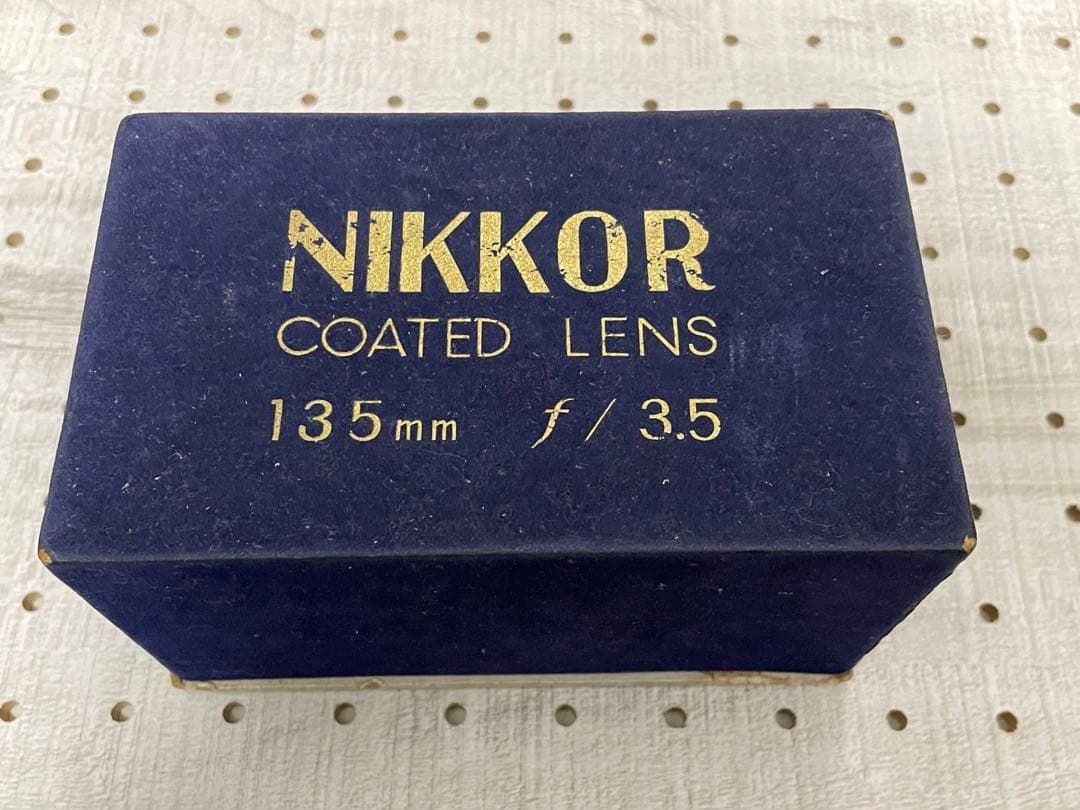 NIKKOR
COATED LENS
135mm f/3.5